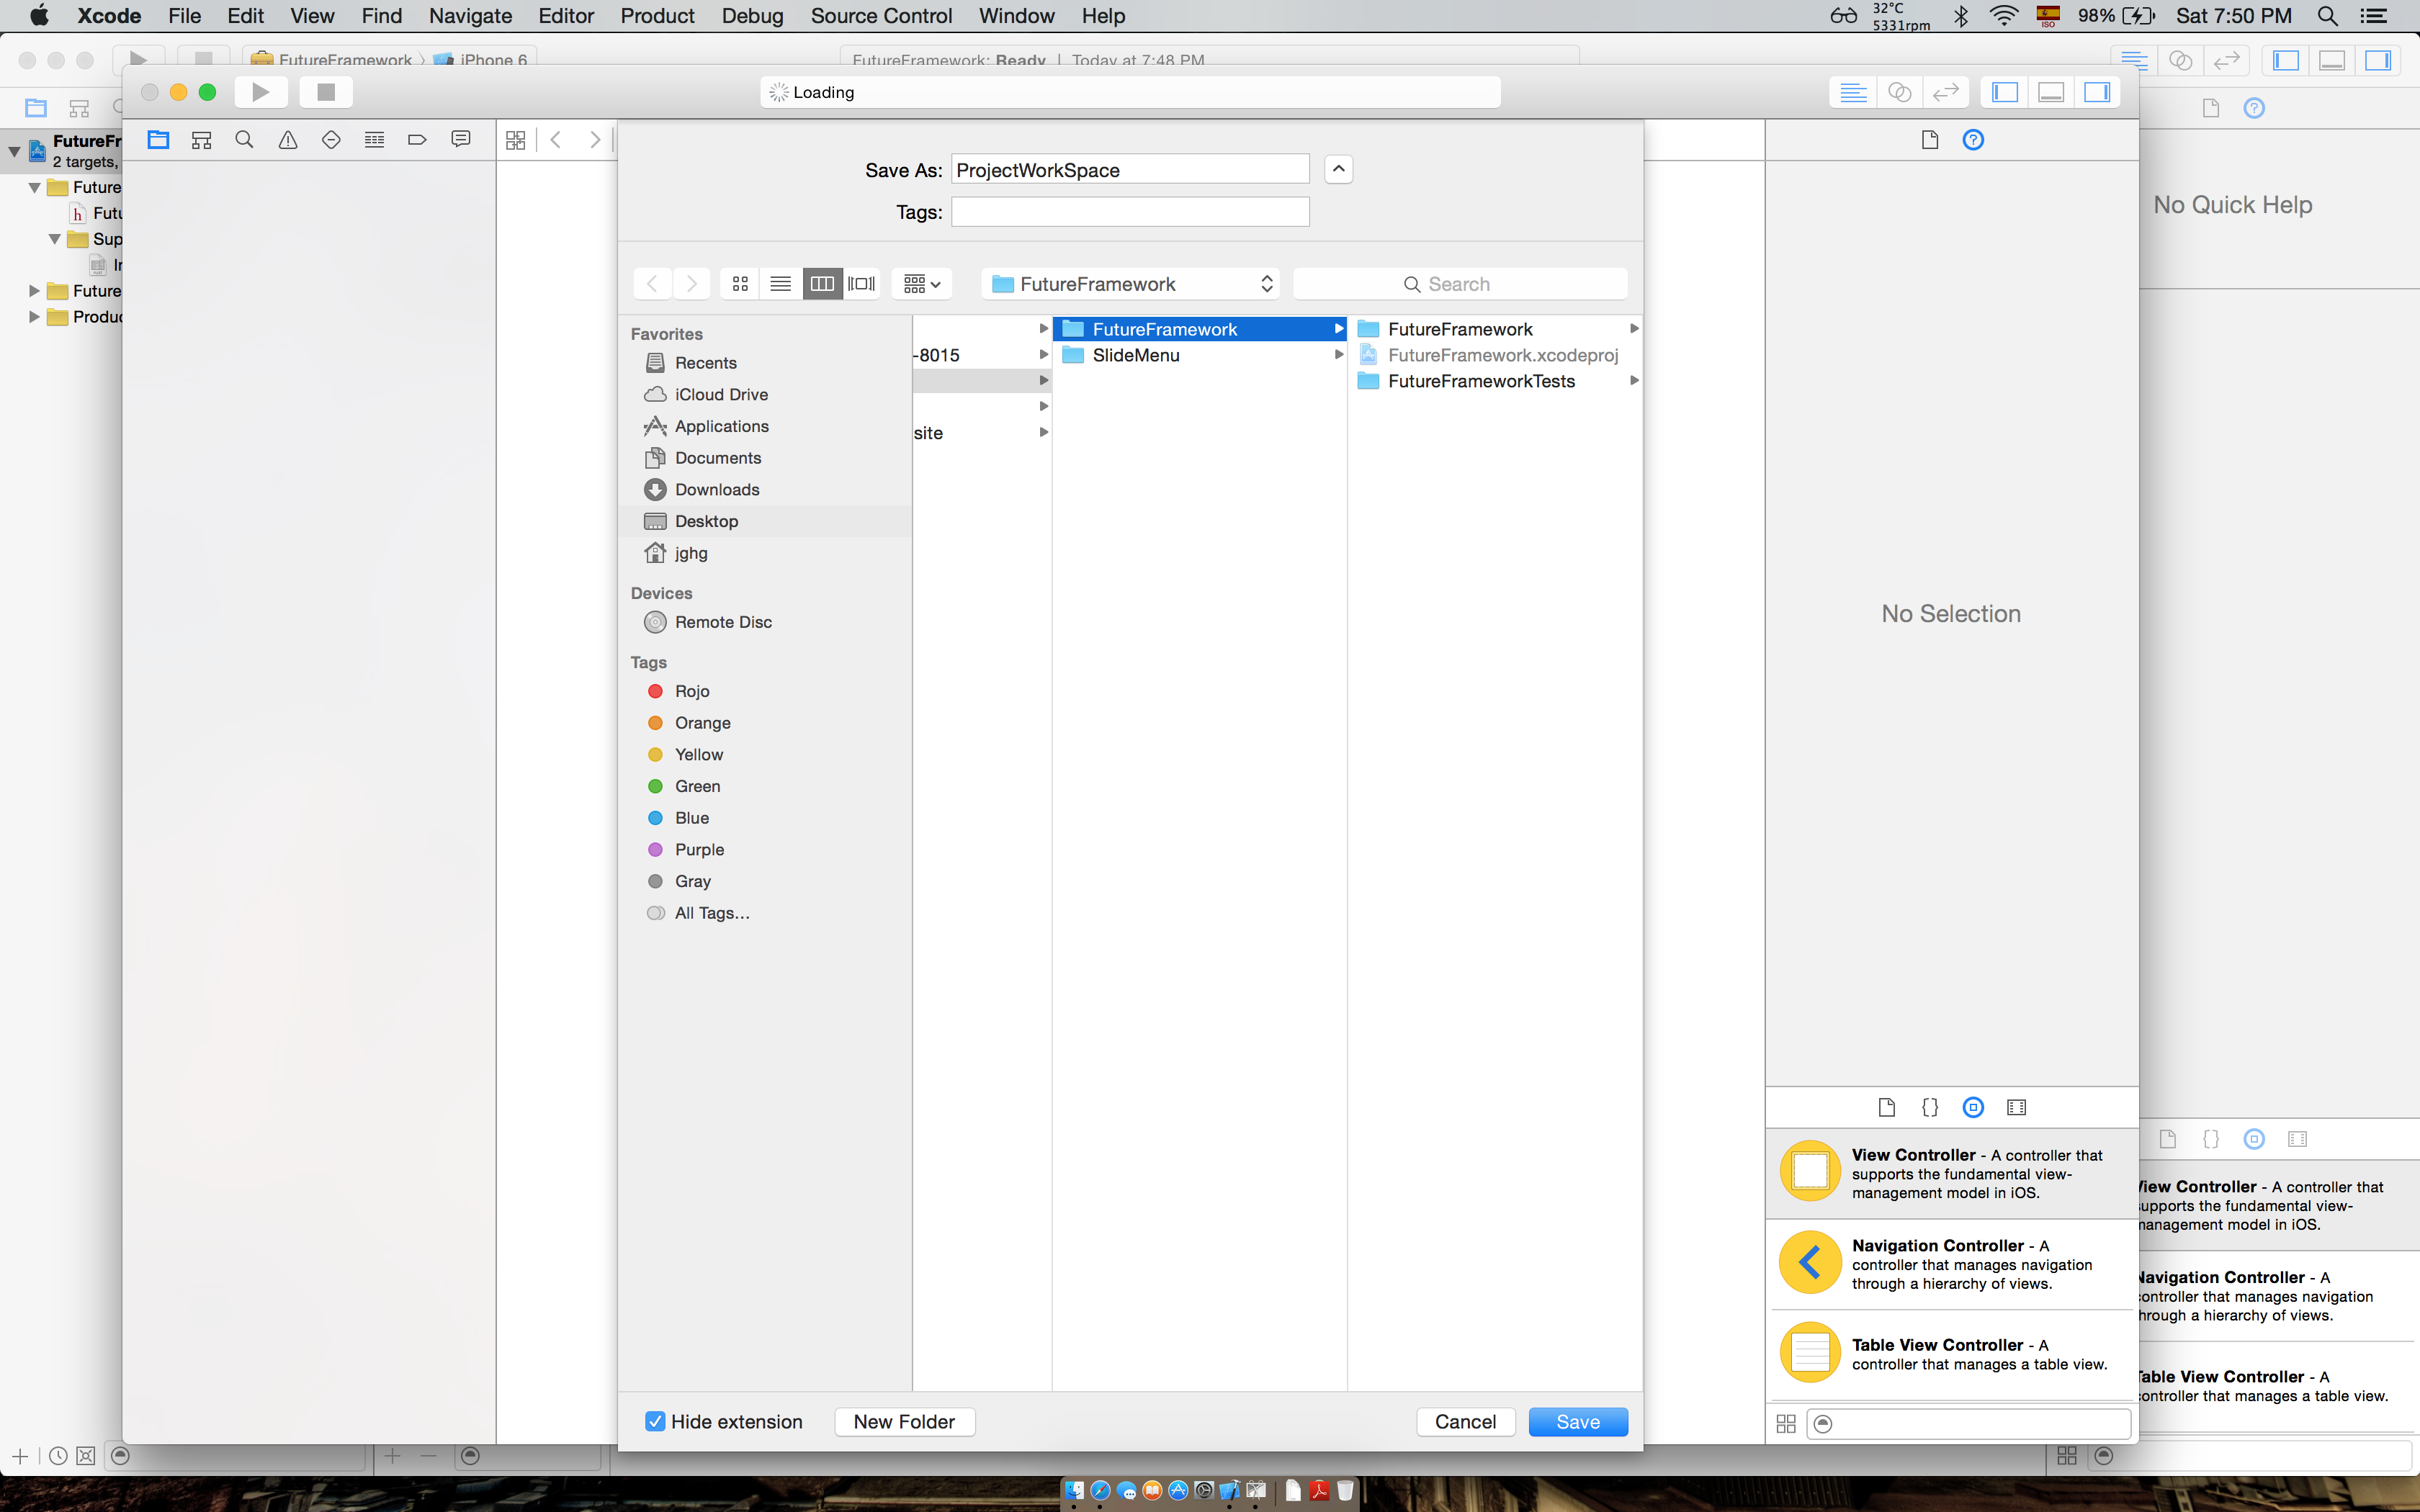 Xcode File Edit View Find Navigate Editor Product Debug Source Control Window Help
32°C
5331rpm
ISO
98%
Sat 7:50 PM
FutureFramework
iPhone 6
FutureFramework: Ready | Today at 7:48 PM
Loading
FutureFr
2 targets,
Future
h Futu
Sup
In
Future
Produc
Save As: ProjectWorkSpace
Tags:
FutureFramework
Search
Favorites
Recents
iCloud Drive
Applications
Documents
Downloads
Desktop
jghg
Devices
Remote Disc
Tags
Rojo
Orange
Yellow
Green
Blue
Purple
Gray
All Tags...
-8015
site
FutureFramework
SlideMenu
FutureFramework
FutureFramework.xcodeproj
FutureFrameworkTests
Hide extension
New Folder
Cancel
Save
No Selection
{}
View Controller - A controller that
supports the fundamental view-
management model in iOS.
Navigation Controller - A
controller that manages navigation
through a hierarchy of views.
Table View Controller - A
controller that manages a table view.
No Quick Help
{}
View Controller - A controller that
upports the fundamental view-
management model in iOS.
Navigation Controller - A
ontroller that manages navigation
hrough a hierarchy of views.
Table View Controller - A
ontroller that manages a table view.